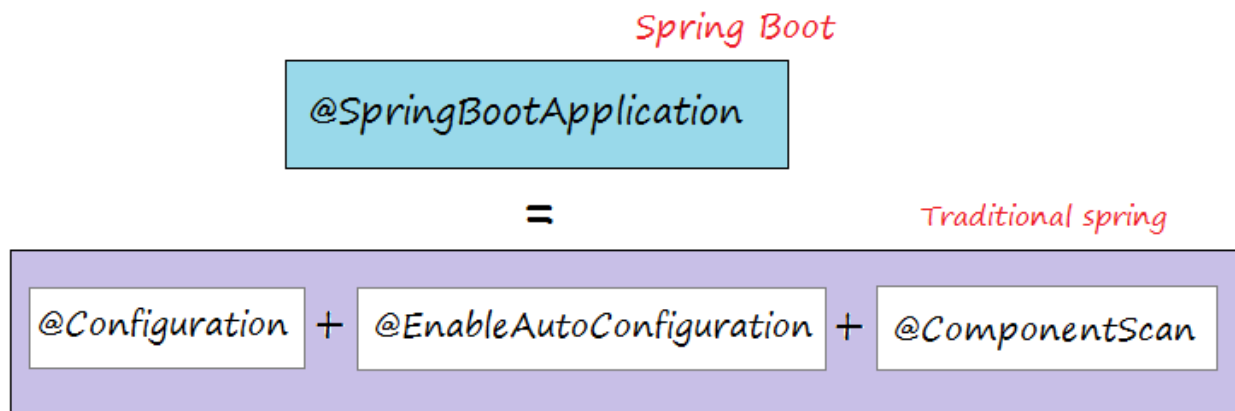 Spring Boot
@SpringBootApplication
=
Traditional spring
@Configuration + @EnableAutoConfiguration + @ComponentScan